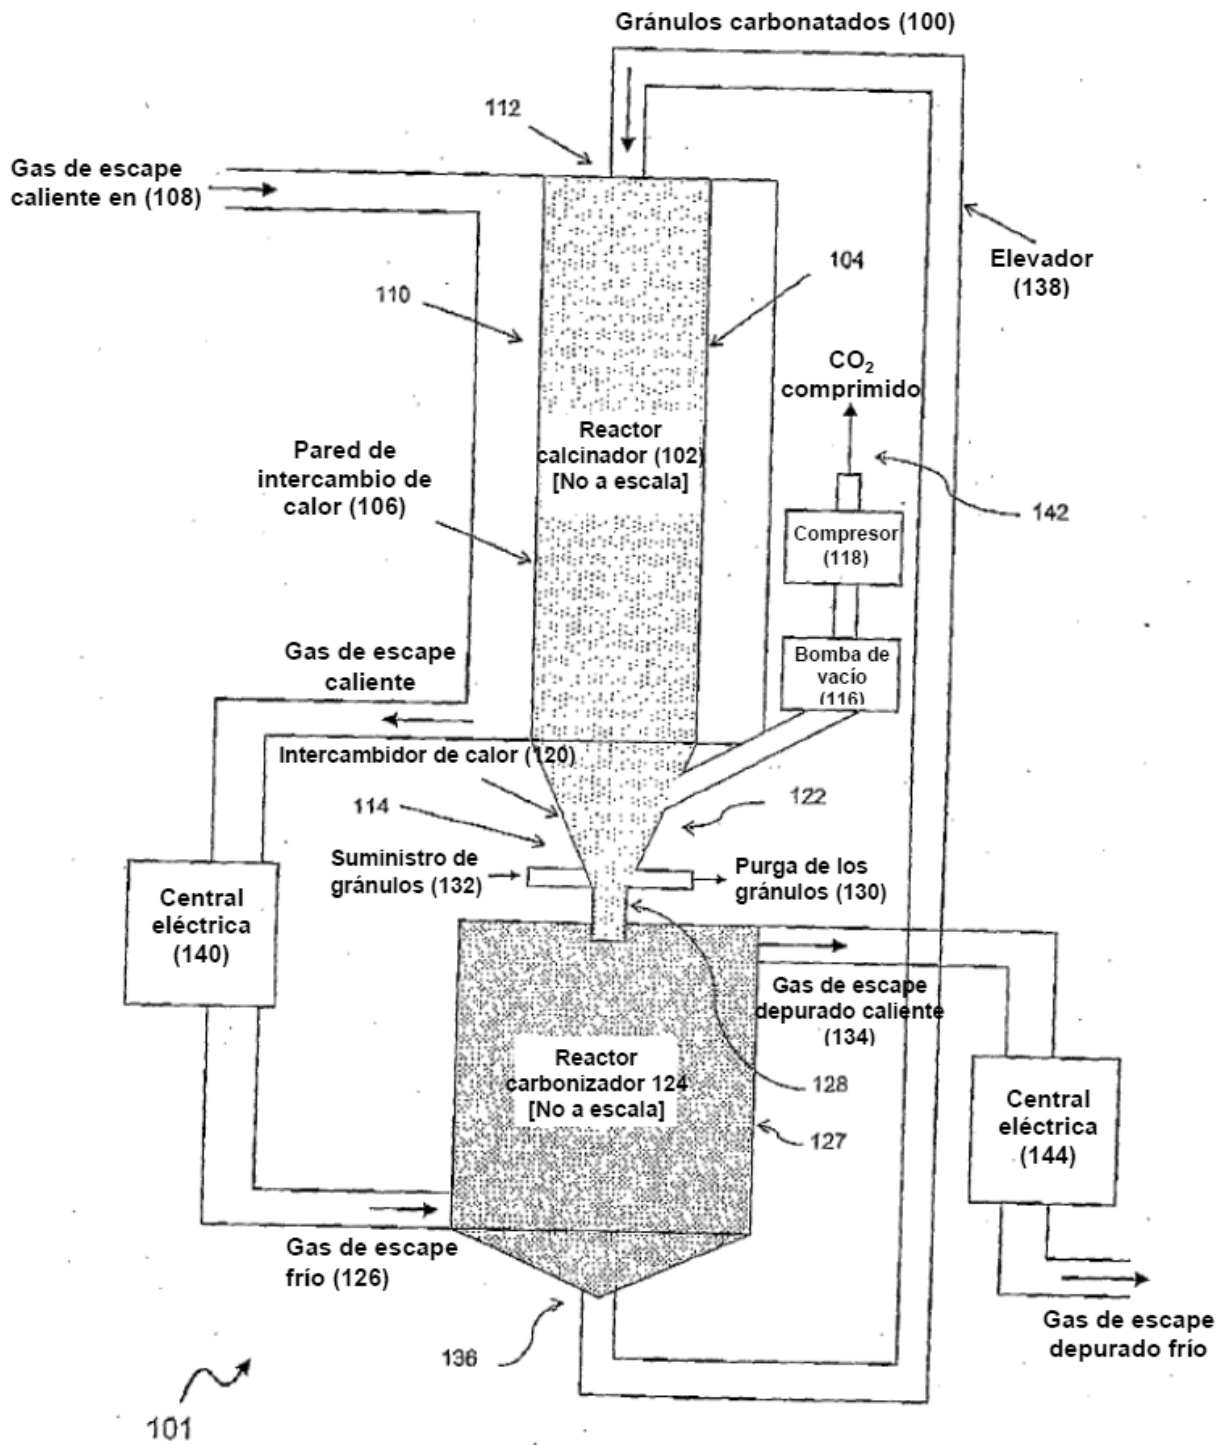 Gránulos carbonatados (100)
112
Gas de escape
caliente en (108)
Elevador
(138)
104
110
CO₂
comprimido
Reactor
calcinador (102)
[No a escala]
Pared de
intercambio de
calor (106)
142
Compresor
(118)
Gas de escape
caliente
Bomba de
vacío
(116)
Intercambidor de calor (120)
114
122
Suministro de
gránulos (132)
Purga de los
gránulos (130)
Central
eléctrica
(140)
Gas de escape
depurado caliente
(134)
Reactor
carbonizador 124
[No a escala]
128
127
Central
eléctrica
(144)
Gas de escape
frío (126)
136
Gas de escape
depurado frío
101